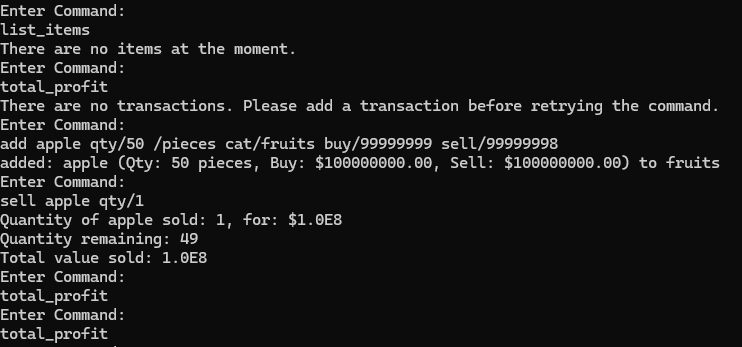 Enter Command:
list_items
There are no items at the moment.
Enter Command:
total_profit
There are no transactions. Please add a transaction before retrying the command.
Enter Command:
add apple qty/50 /pieces cat/fruits buy/99999999 sell/99999998
added: apple (Qty: 50 pieces, Buy: $100000000.00, Sell: $100000000.00) to fruits
Enter Command:
sell apple qty/1
Quantity of apple sold: 1, for: $1.0E8
Quantity remaining: 49
Total value sold: 1.0E8
Enter Command:
total_profit
Enter Command:
total_profit